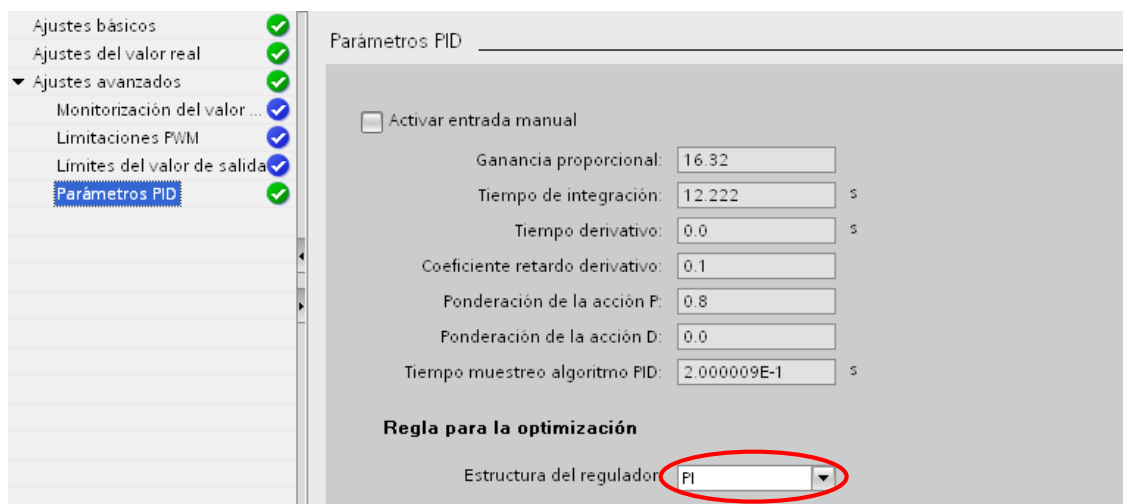 Ajustes básicos
Ajustes del valor real
Ajustes avanzados
Monitorización del valor ...
Limitaciones PWM
Límites del valor de salida
Parámetros PID
Parámetros PID
Activar entrada manual
Ganancia proporcional: 16.32
Tiempo de integración: 12.222 s
Tiempo derivativo: 0.0 s
Coeficiente retardo derivativo: 0.1
Ponderación de la acción P: 0.8
Ponderación de la acción D: 0.0
Tiempo muestreo algoritmo PID: 2.000009E-1 s
Regla para la optimización
Estructura del regulador PI